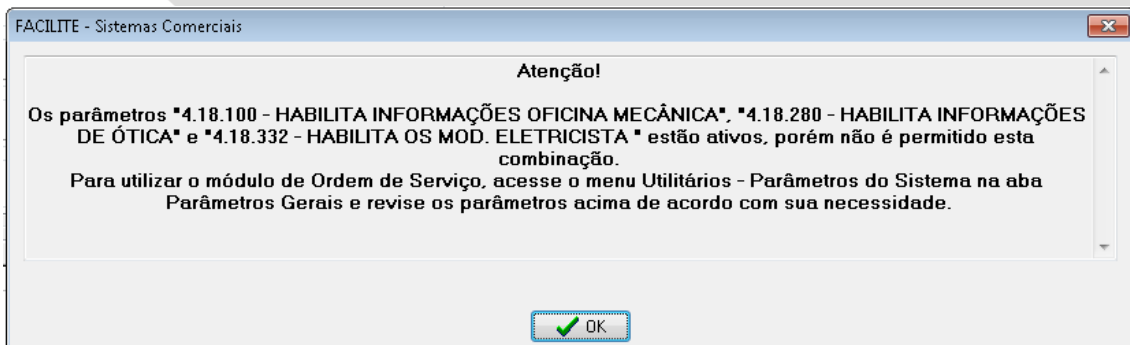 FACILITE - Sistemas Comerciais
Atenção!
Os parâmetros "4.18.100 - HABILITA INFORMAÇÕES OFICINA MECÂNICA", "4.18.280 - HABILITA INFORMAÇÕES
DE ÓTICA" e "4.18.332 - HABILITA OS MOD. ELETRICISTA " estão ativos, porém não é permitido esta
combinação.
Para utilizar o módulo de Ordem de Serviço, acesse o menu Utilitários - Parâmetros do Sistema na aba
Parâmetros Gerais e revise os parâmetros acima de acordo com sua necessidade.
OK